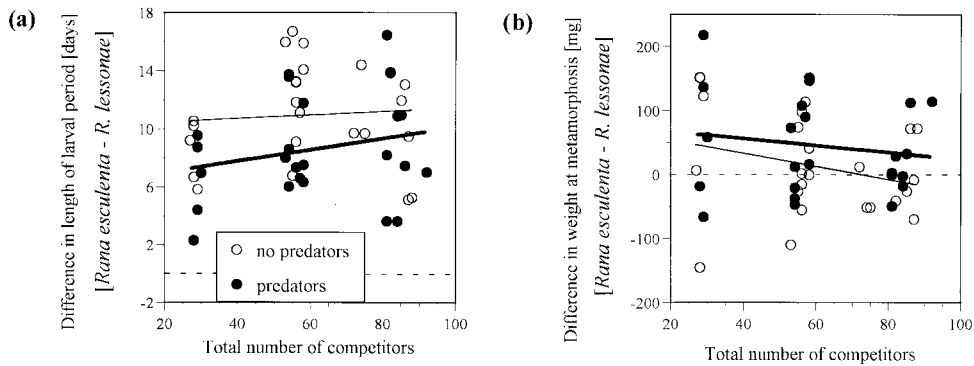 (a)
Difference in length of larval period [days]
[Rana esculenta - R. lessonae]
18
14
10
6
2
-2
no predators
predators
20
40
60
80
100
Total number of competitors
(b)
Difference in weight at metamorphosis [mg]
[Rana esculenta - R. lessonae]
200
100
0
-100
-200
20
40
60
80
100
Total number of competitors